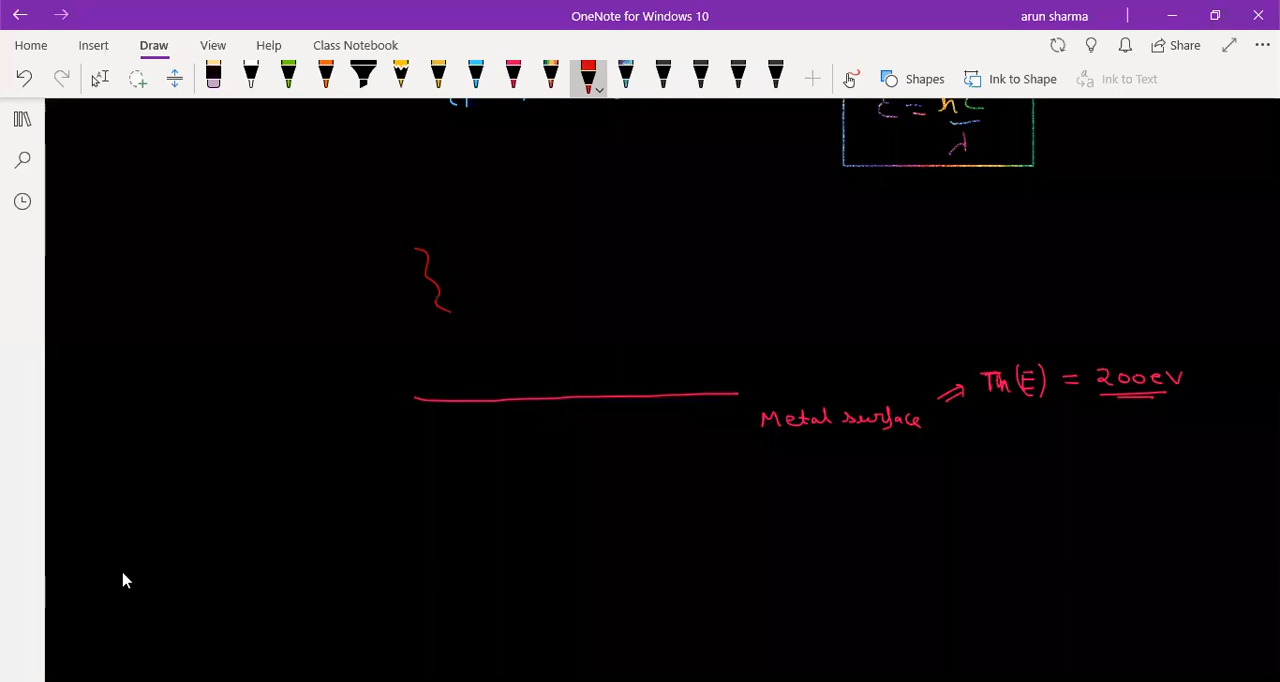 OneNote for Windows 10
arun sharma
Home Insert Draw View Help Class Notebook
Share
Shapes Ink to Shape Ink to Text
E = hc
λ
Th(E) = 200eV
Metal surface